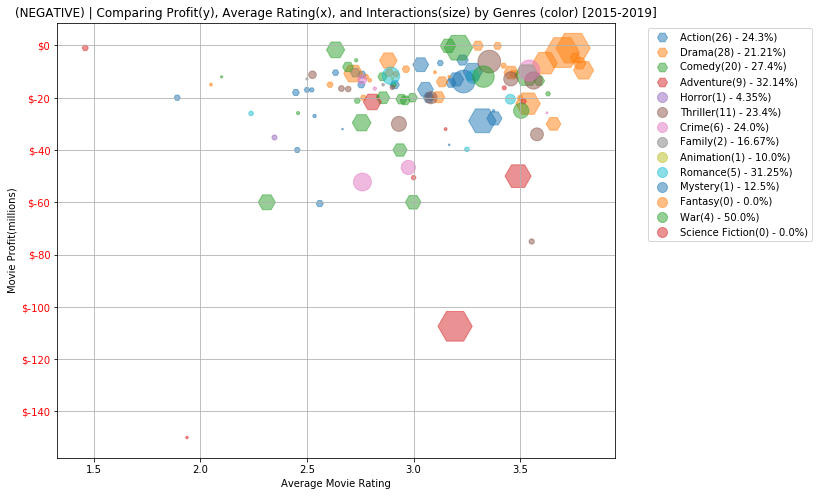 (NEGATIVE) | Comparing Profit(y), Average Rating(x), and Interactions(size) by Genres (color) [2015-2019]
$0
$-20
$-40
$-60
$-80
$-100
$-120
$-140
Movie Profit(millions)
1.5
2.0
2.5
3.0
3.5
Average Movie Rating
Action(26) - 24.3%)
Drama(28) - 21.21%)
Comedy(20) - 27.4%)
Adventure(9) - 32.14%)
Horror(1) - 4.35%)
Thriller(11) - 23.4%)
Crime(6) - 24.0%)
Family(2) - 16.67%)
Animation(1) - 10.0%)
Romance(5) - 31.25%)
Mystery(1) - 12.5%)
Fantasy(0) - 0.0%)
War(4) - 50.0%)
Science Fiction(0) - 0.0%)